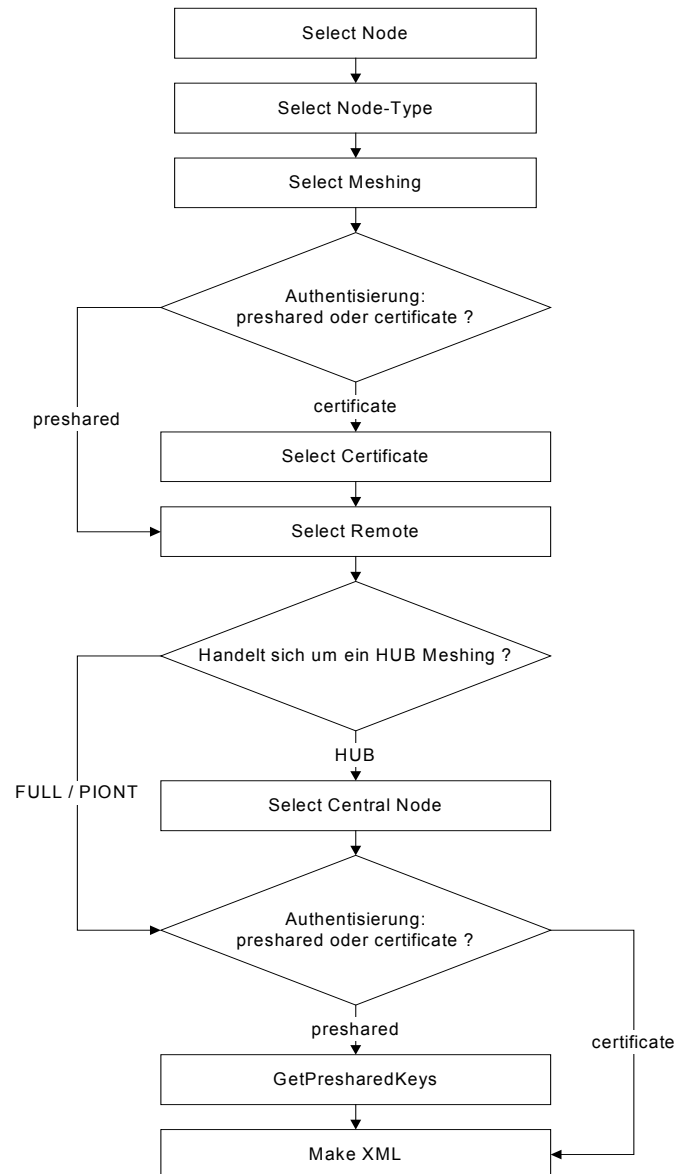 Select Node
Select Node-Type
Select Meshing
Authentisierung:
preshared oder certificate ?
preshared
certificate
Select Certificate
Select Remote
Handelt sich um ein HUB Meshing ?
HUB
FULL / PIONT
Select Central Node
Authentisierung:
preshared oder certificate ?
preshared
certificate
GetPresharedKeys
Make XML